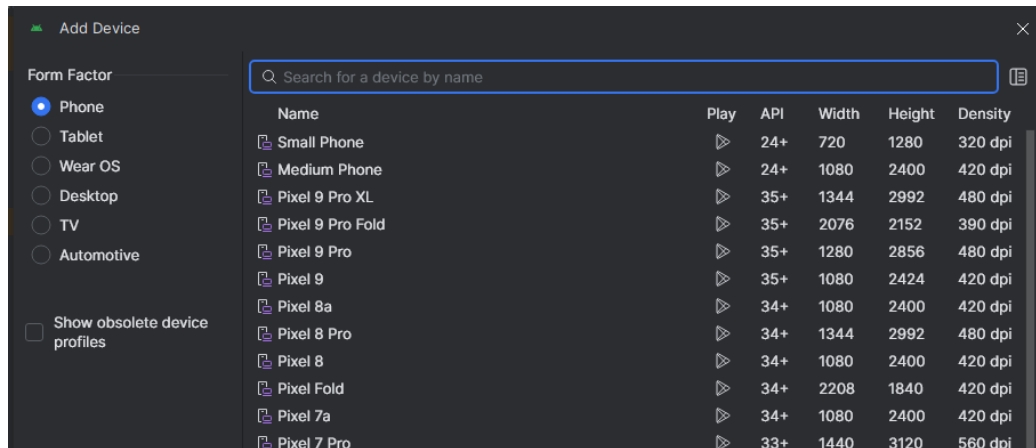 Add Device
Form Factor
Phone
Tablet
Wear OS
Desktop
TV
Automotive
Show obsolete device
profiles
Search for a device by name
Name Play API Width Height Density
Small Phone 24+ 720 1280 320 dpi
Medium Phone 24+ 1080 2400 420 dpi
Pixel 9 Pro XL 35+ 1344 2992 480 dpi
Pixel 9 Pro Fold 35+ 2076 2152 390 dpi
Pixel 9 Pro 35+ 1280 2856 480 dpi
Pixel 9 35+ 1080 2424 420 dpi
Pixel 8a 34+ 1080 2400 420 dpi
Pixel 8 Pro 34+ 1344 2992 480 dpi
Pixel 8 34+ 1080 2400 420 dpi
Pixel Fold 34+ 2208 1840 420 dpi
Pixel 7a 34+ 1080 2400 420 dpi
Pixel 7 Pro 33+ 1440 3120 560 dpi